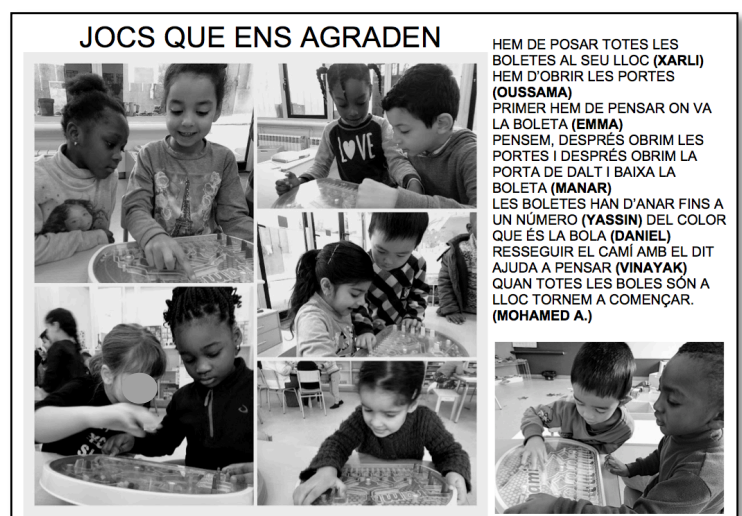 JOCS QUE ENS AGRADEN
HEM DE POSAR TOTES LES
BOLETES AL SEU LLOC (XARLI)
HEM D'OBRIR LES PORTES
(OUSSAMA)
PRIMER HEM DE PENSAR ON VA
LA BOLETA (EMMA)
PENSEM, DESPRÉS OBRIM LES
PORTES I DESPRÉS OBRIM LA
PORTA DE DALT I BAIXA LA
BOLETA (MANAR)
LES BOLETES HAN D'ANAR FINS A
UN NÚMERO (YASSIN) DEL COLOR
QUE ÉS LA BOLA (DANIEL)
RESSEGUIR EL CAMÍ AMB EL DIT
AJUDA A PENSAR (VINAYAK)
QUAN TOTES LES BOLES SÓN A
LLOC TORNEM A COMENÇAR.
(MOHAMED A.)
LOVE